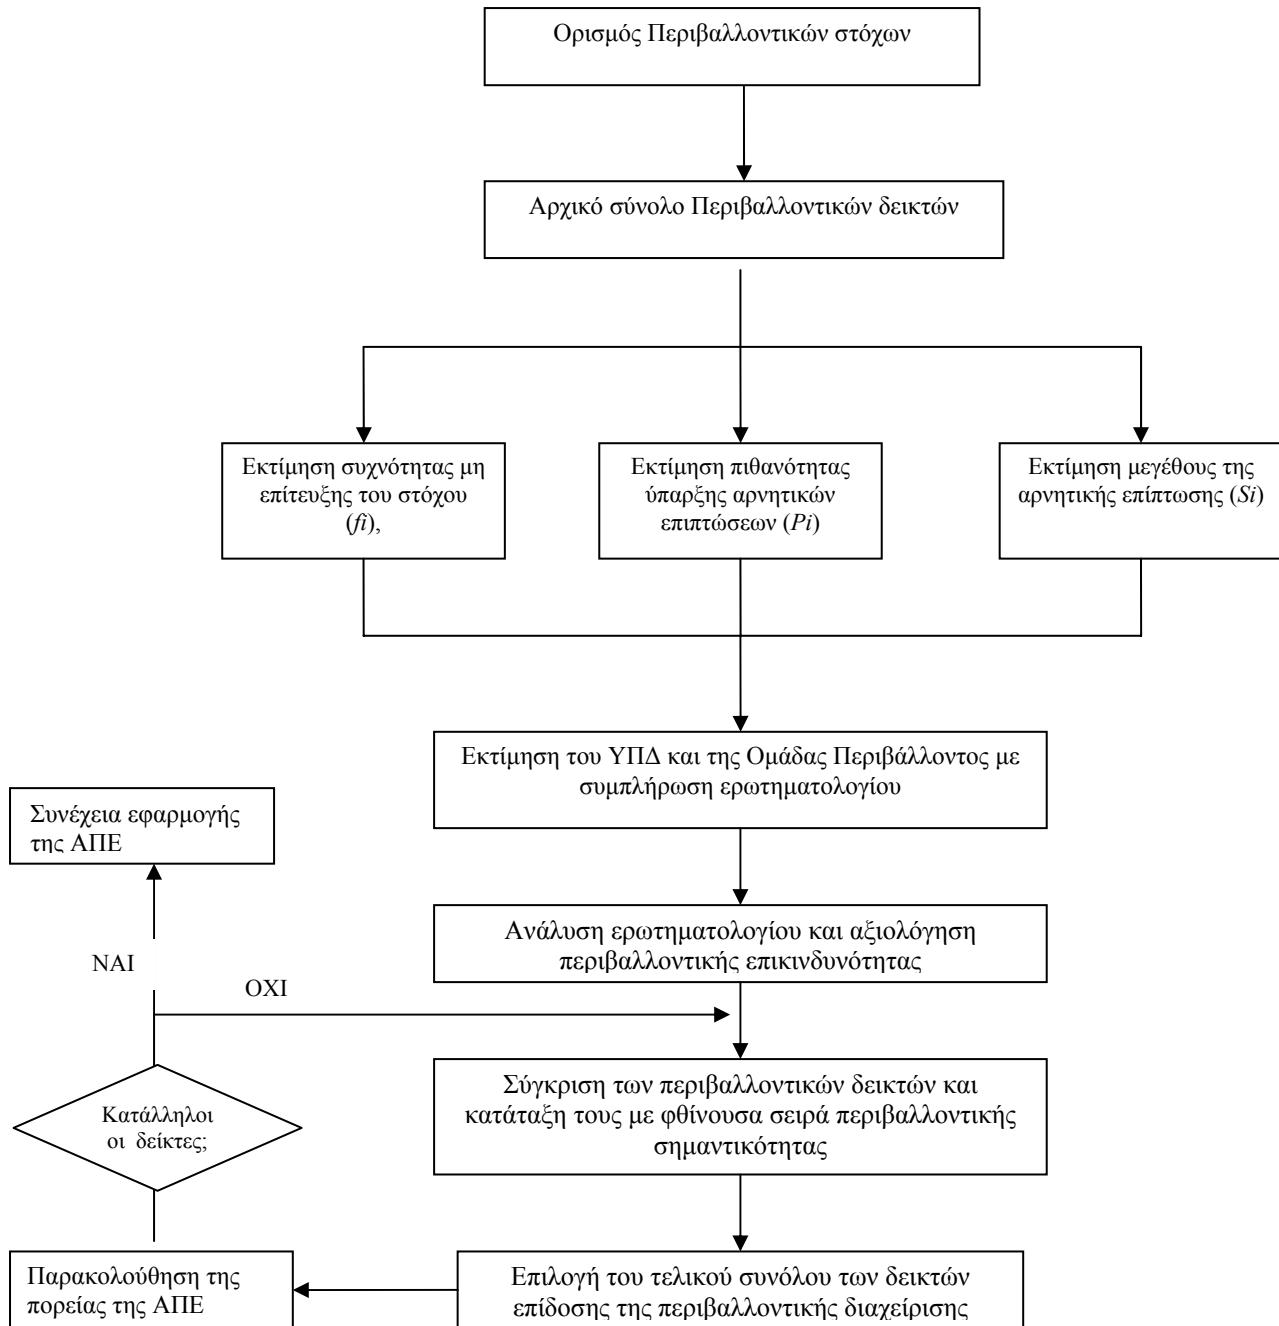 Ορισμός Περιβαλλοντικών στόχων
Αρχικό σύνολο Περιβαλλοντικών δεικτών
Εκτίμηση συχνότητας μη
επίτευξης του στόχου
(fi),
Εκτίμηση πιθανότητας
ύπαρξης αρνητικών
επιπτώσεων (Pi)
Εκτίμηση μεγέθους της
αρνητικής επίπτωσης (Si)
Εκτίμηση του ΥΠΔ και της Ομάδας Περιβάλλοντος με
συμπλήρωση ερωτηματολογίου
Συνέχεια εφαρμογής
της ΑΠΕ
Ανάλυση ερωτηματολογίου και αξιολόγηση
περιβαλλοντικής επικινδυνότητας
ΝΑΙ
ΟΧΙ
Σύγκριση των περιβαλλοντικών δεικτών και
κατάταξη τους με φθίνουσα σειρά περιβαλλοντικής
σημαντικότητας
Κατάλληλοι
οι δείκτες;
Παρακολούθηση της
πορείας της ΑΠΕ
Επιλογή του τελικού συνόλου των δεικτών
επίδοσης της περιβαλλοντικής διαχείρισης